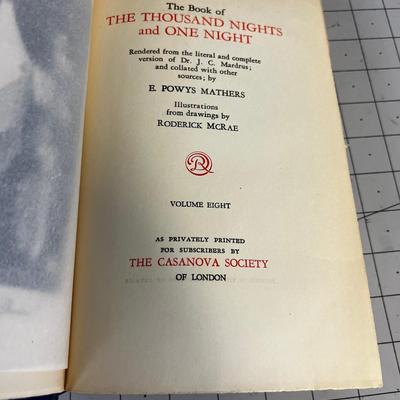 The Book of
THE THOUSAND NIGHTS
and ONE NIGHT
Rendered from the literal and complete
version of Dr. J. C. Mardrus;
and collated with other
sources; by
E. POWYS MATHERS
Illustrations
from drawings by
RODERICK McRAE
VOLUME EIGHT
AS PRIVATELY PRINTED
FOR SUBSCRIBERS BY
THE CASANOVA SOCIETY
OF LONDON